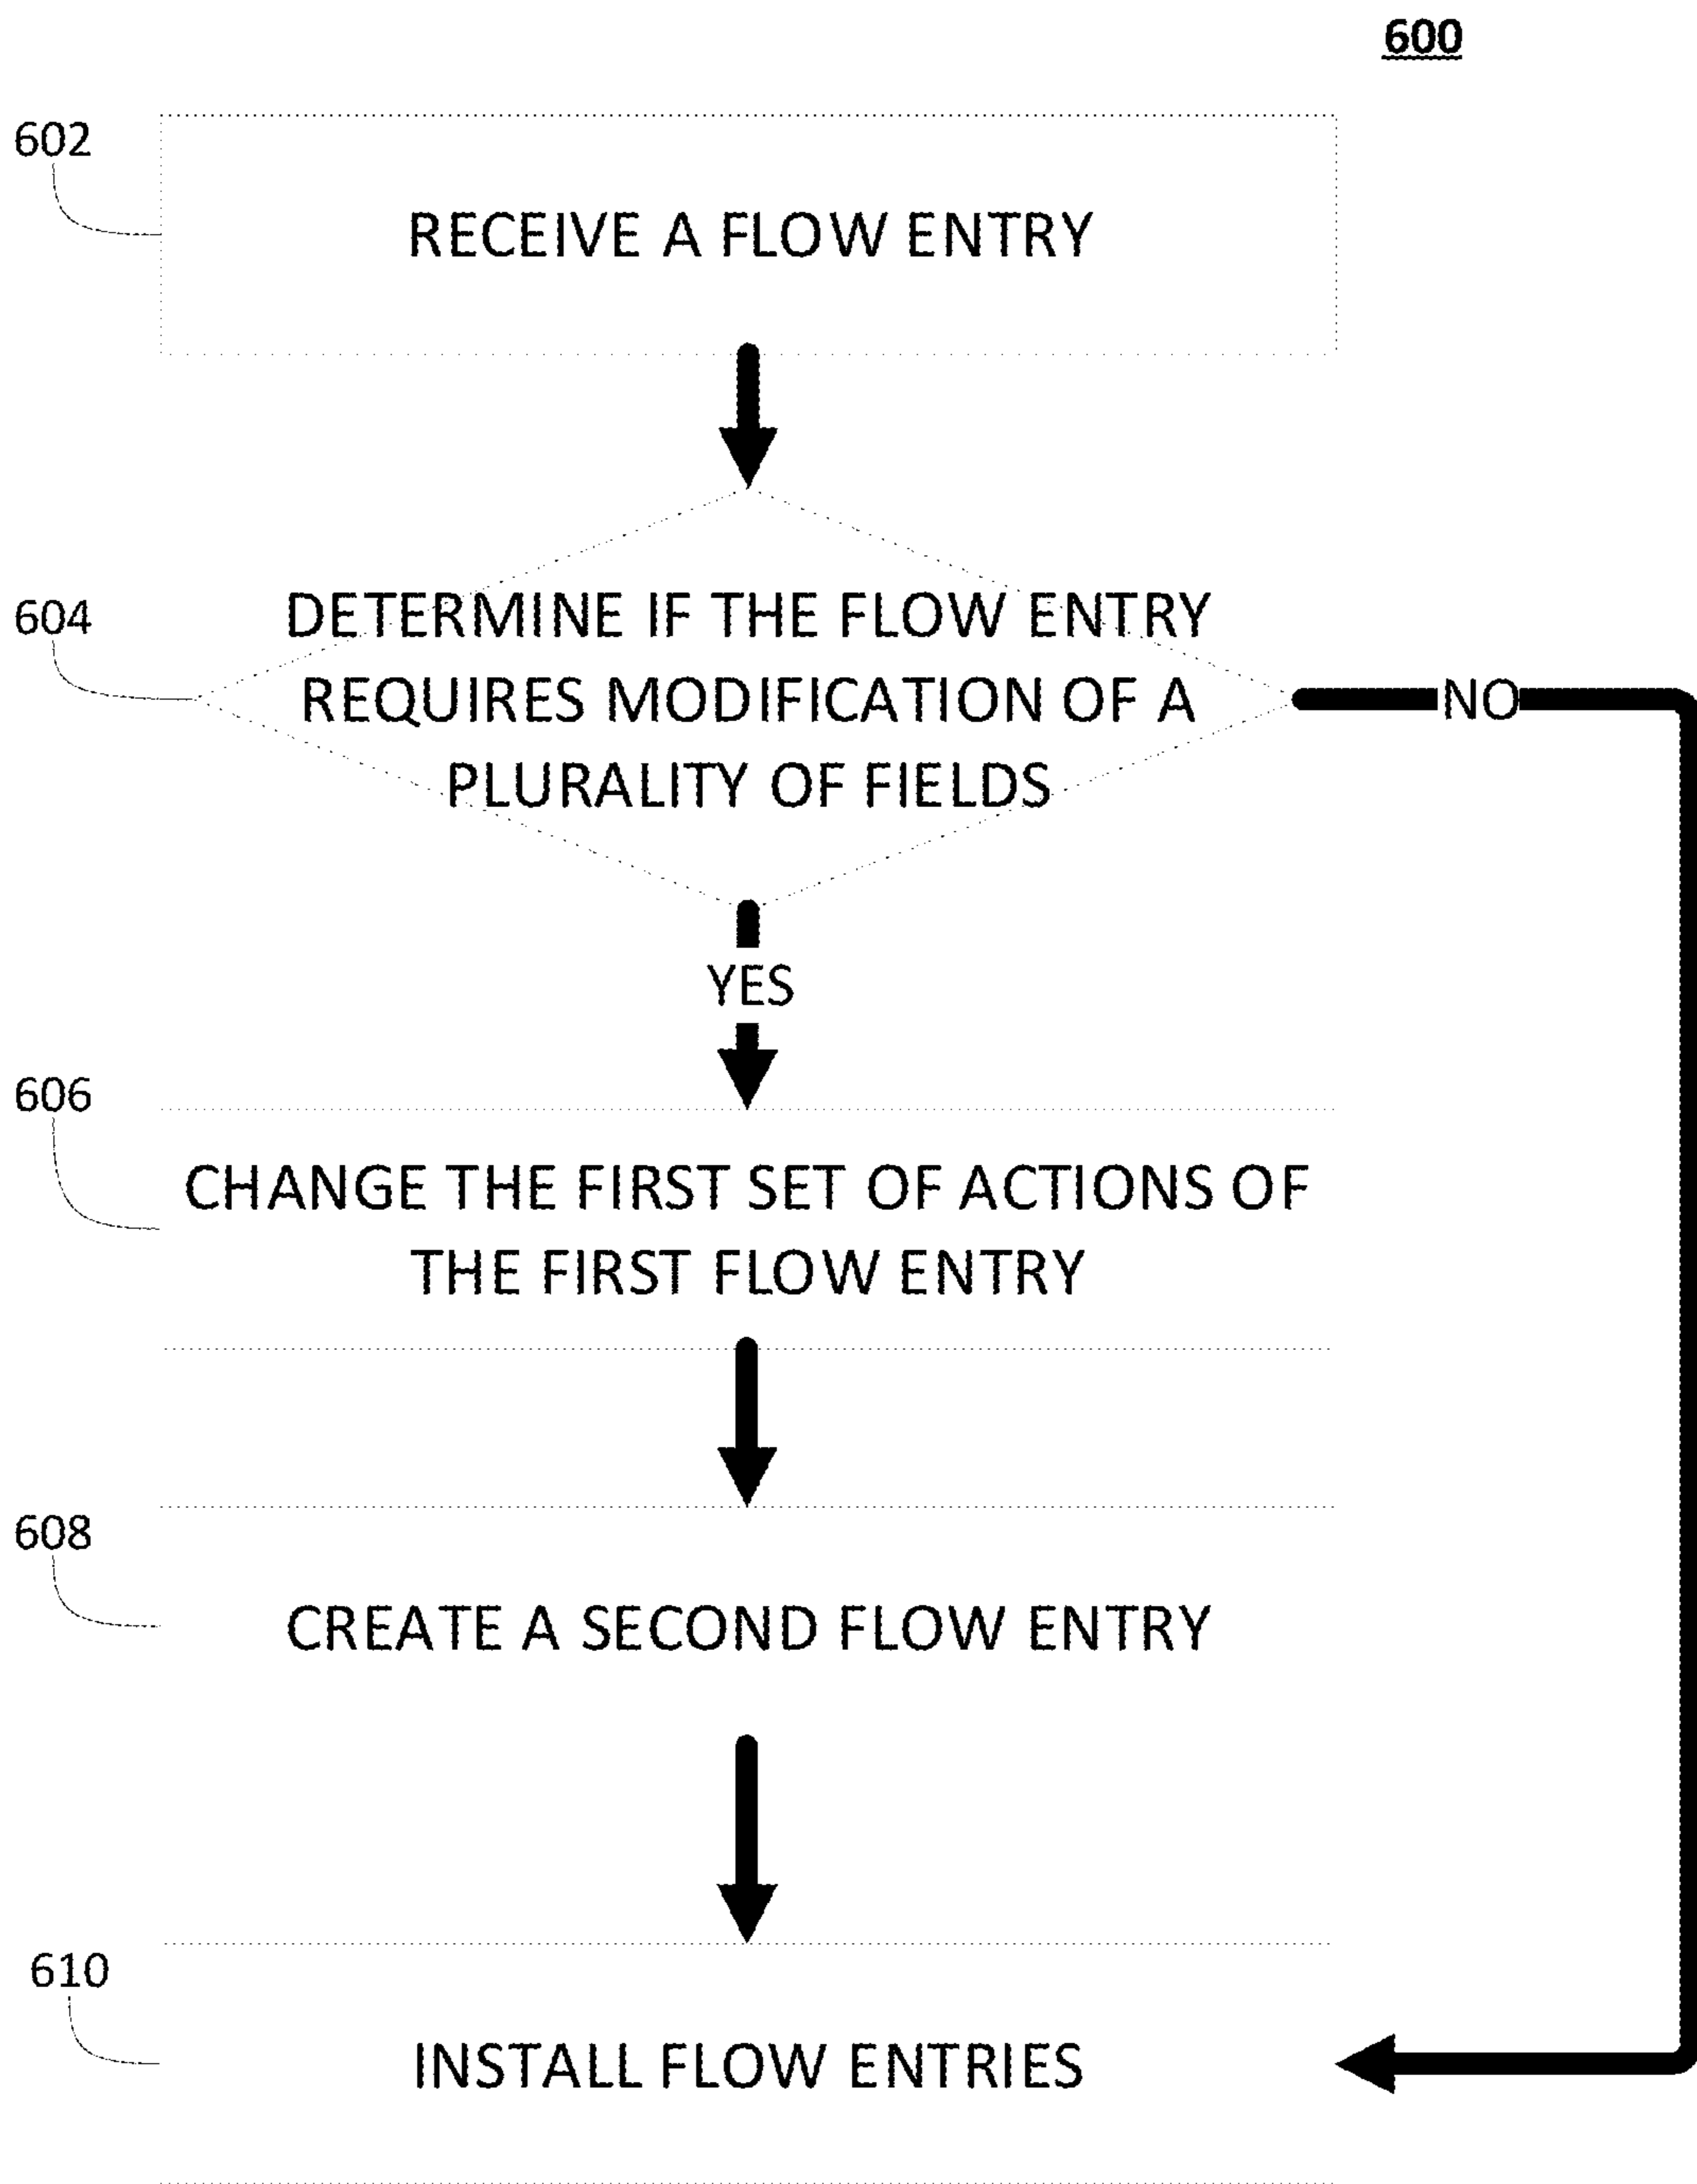 600
602
RECEIVE A FLOW ENTRY
604
DETERMINE IF THE FLOW ENTRY
REQUIRES MODIFICATION OF A
PLURALITY OF FIELDS
NO
YES
606
CHANGE THE FIRST SET OF ACTIONS OF
THE FIRST FLOW ENTRY
608
CREATE A SECOND FLOW ENTRY
610
INSTALL FLOW ENTRIES